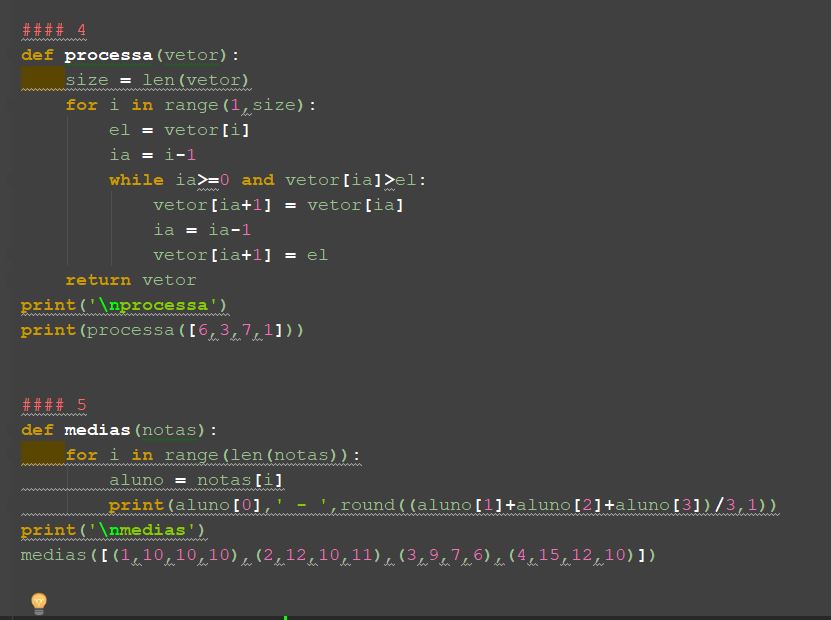 #### 4
def processa(vetor):
    size = len(vetor)
    for i in range(1,size):
        el = vetor[i]
        ia = i-1
        while ia>=0 and vetor[ia]>el:
            vetor[ia+1] = vetor[ia]
            ia = ia-1
            vetor[ia+1] = el
    return vetor
print('\nprocessa')
print(processa([6,3,7,1]))
#### 5
def medias(notas):
    for i in range(len(notas)):
        aluno = notas[i]
        print(aluno[0],' - ',round((aluno[1]+aluno[2]+aluno[3])/3,1))
print('\nmedias')
medias([(1,10,10,10),(2,12,10,11),(3,9,7,6),(4,15,12,10)])